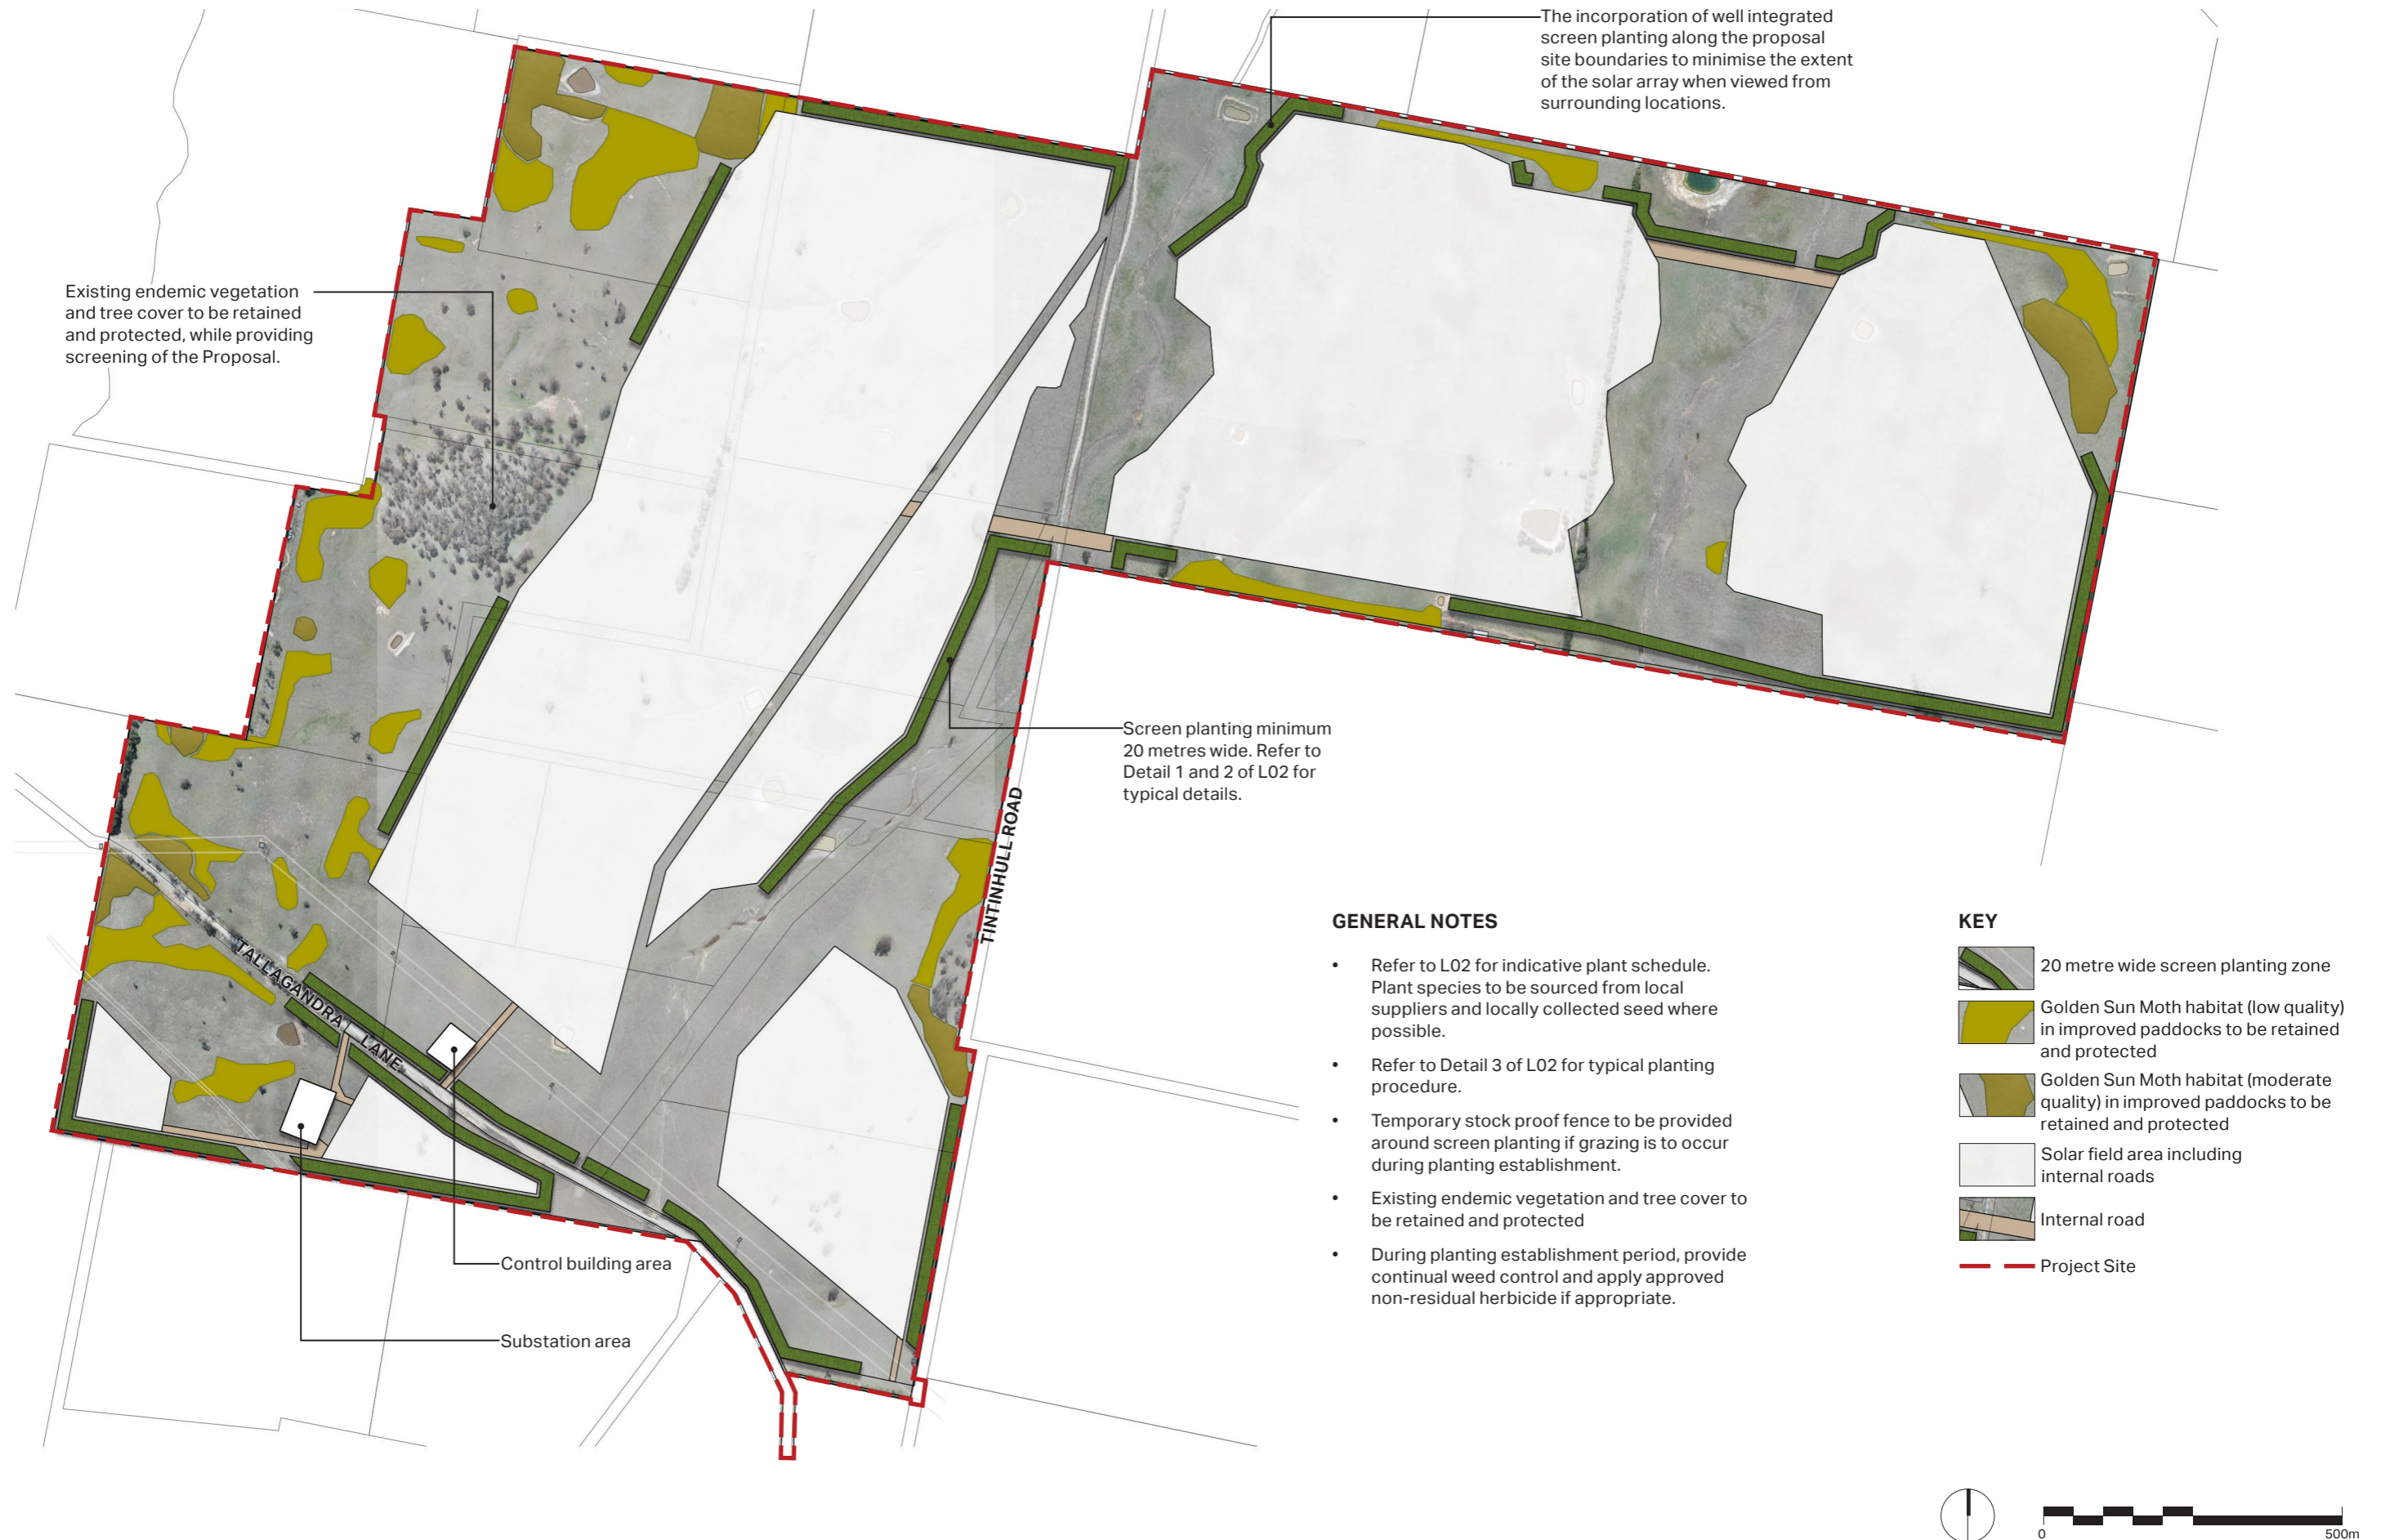 The incorporation of well integrated
screen planting along the proposal
site boundaries to minimise the extent
of the solar array when viewed from
surrounding locations.
Existing endemic vegetation
and tree cover to be retained
and protected, while providing
screening of the Proposal.
Screen planting minimum
20 metres wide. Refer to
Detail 1 and 2 of L02 for
typical details.
TINTINHULL ROAD
TALLAGANDRA LANE
Control building area
Substation area
GENERAL NOTES
• Refer to L02 for indicative plant schedule.
Plant species to be sourced from local
suppliers and locally collected seed where
possible.
• Refer to Detail 3 of L02 for typical planting
procedure.
• Temporary stock proof fence to be provided
around screen planting if grazing is to occur
during planting establishment.
• Existing endemic vegetation and tree cover to
be retained and protected
• During planting establishment period, provide
continual weed control and apply approved
non-residual herbicide if appropriate.
KEY
20 metre wide screen planting zone
Golden Sun Moth habitat (low quality)
in improved paddocks to be retained
and protected
Golden Sun Moth habitat (moderate
quality) in improved paddocks to be
retained and protected
Solar field area including
internal roads
Internal road
Project Site
0 500m